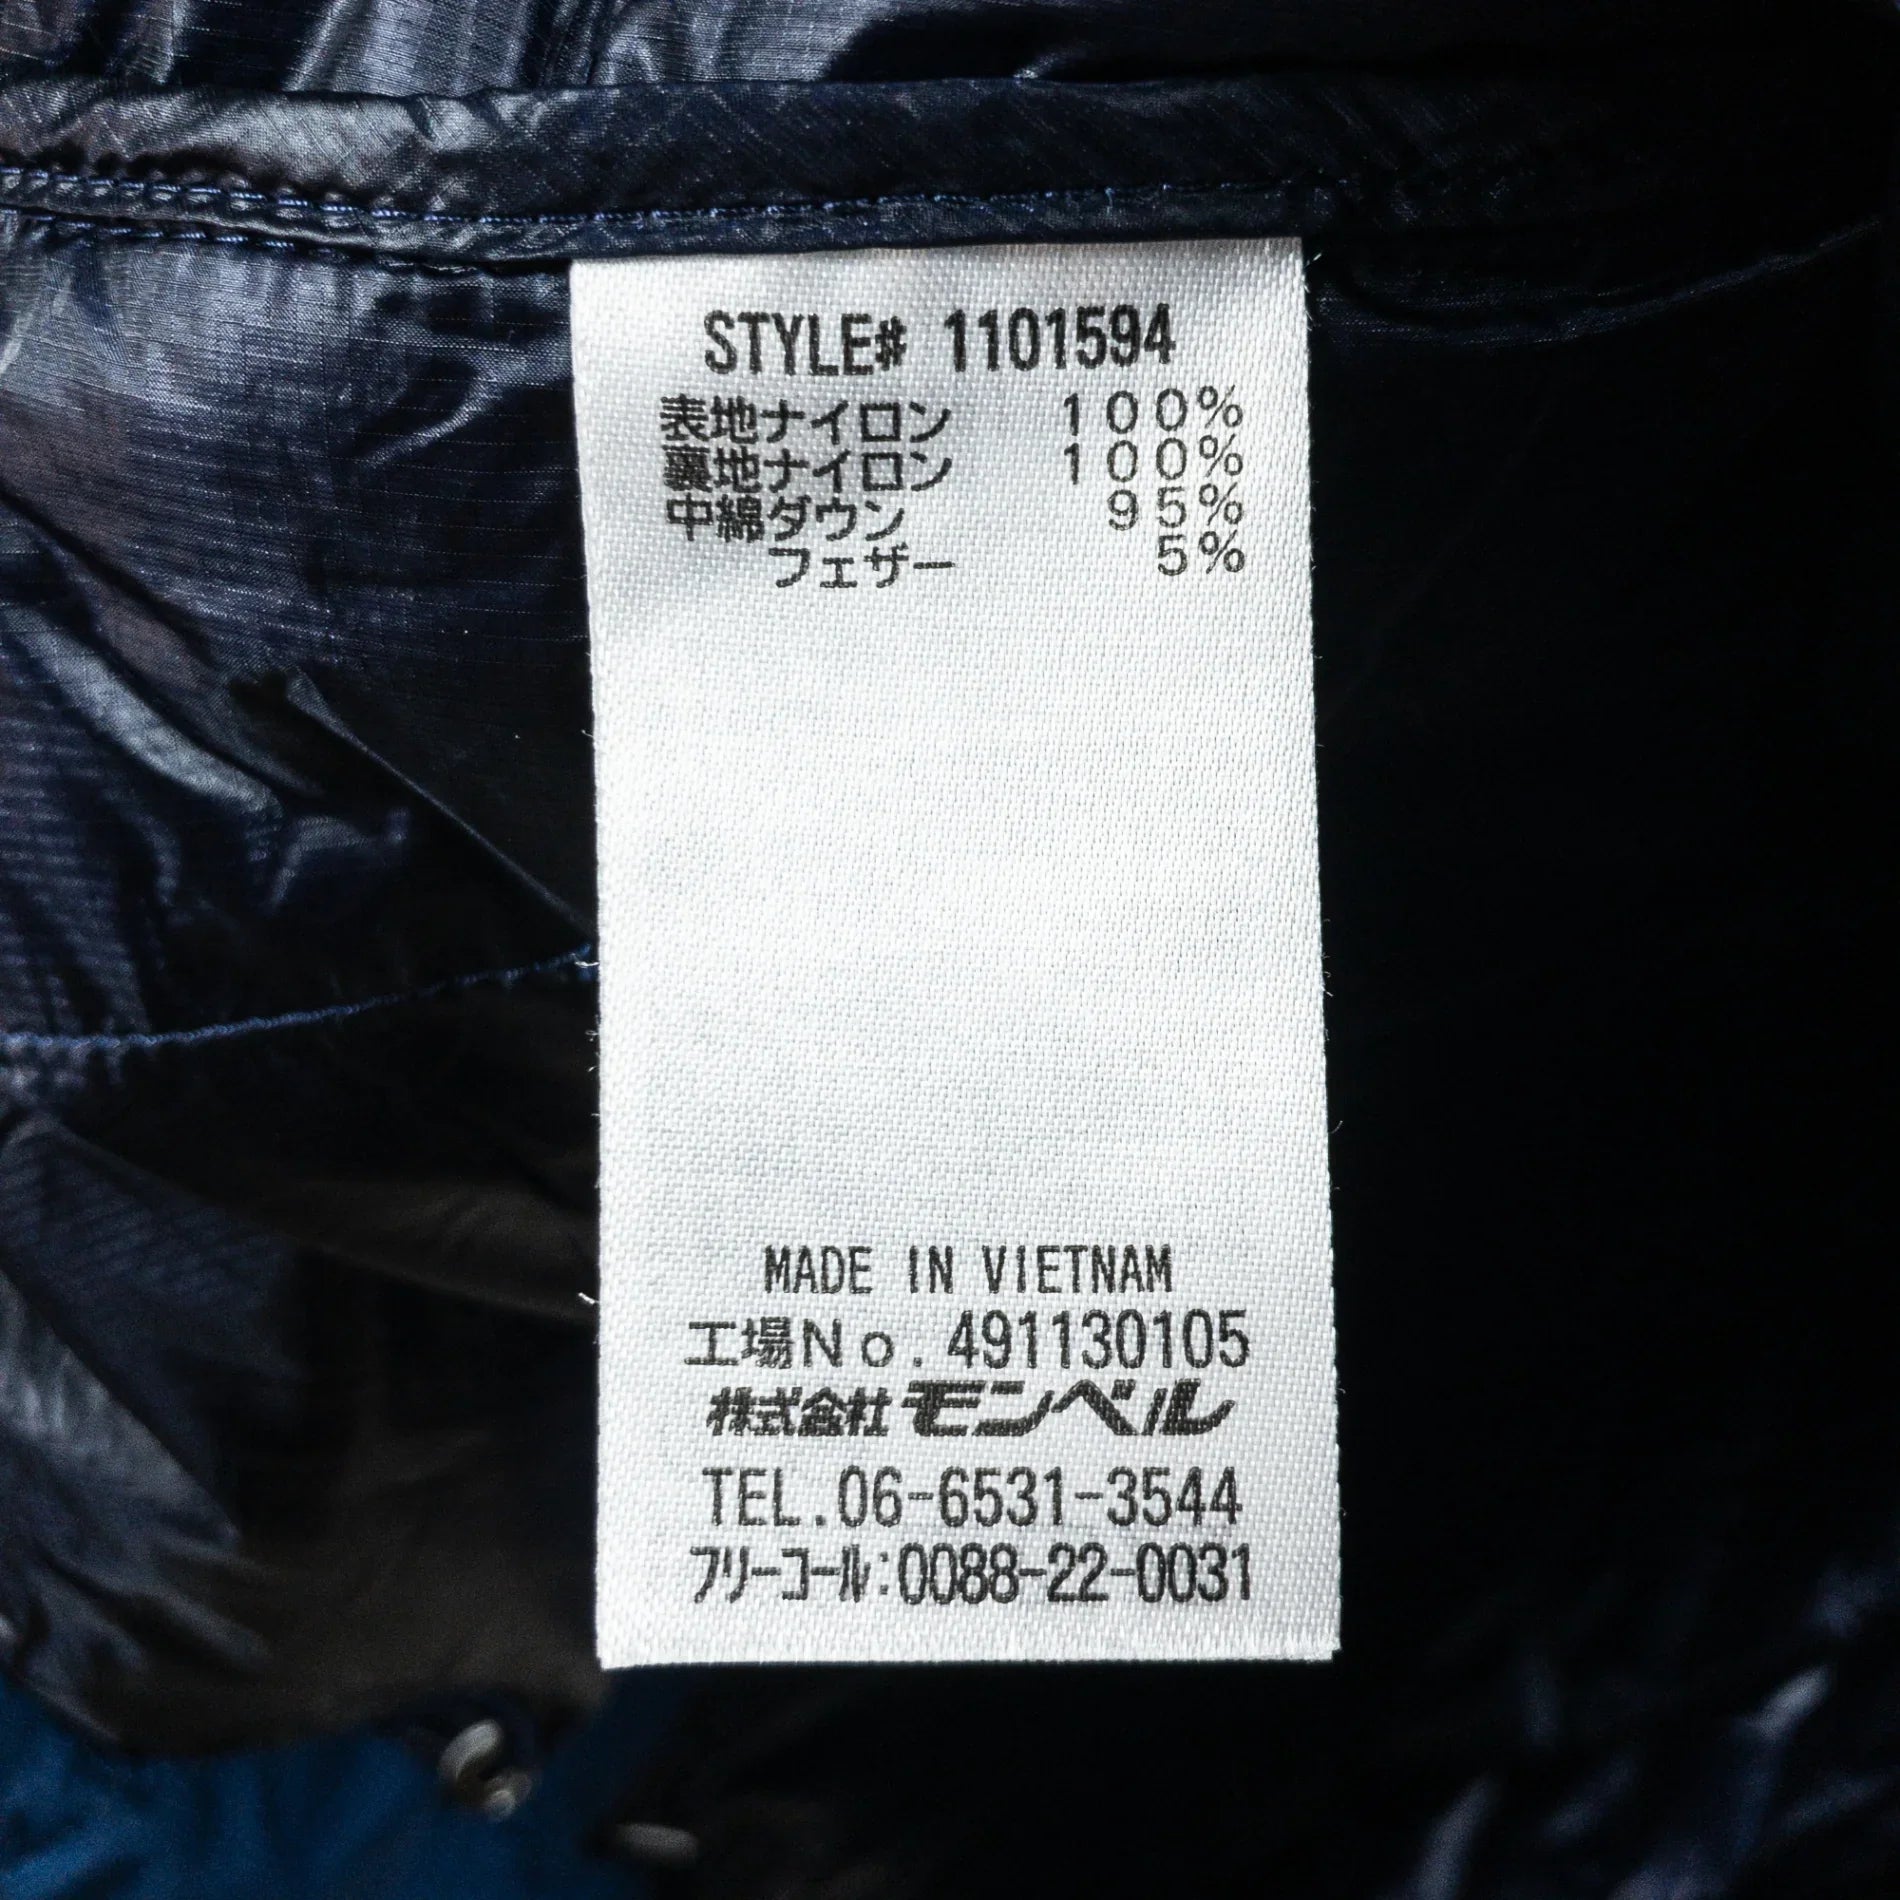 STYLE# 1101594
表地ナイロン 100%
裏地ナイロン 100%
中綿ダウン 95%
フェザー 5%
MADE IN VIETNAM
工場No.491130105
株式会社モンベル
TEL.06-6531-3544
フリーコール:0088-22-0031